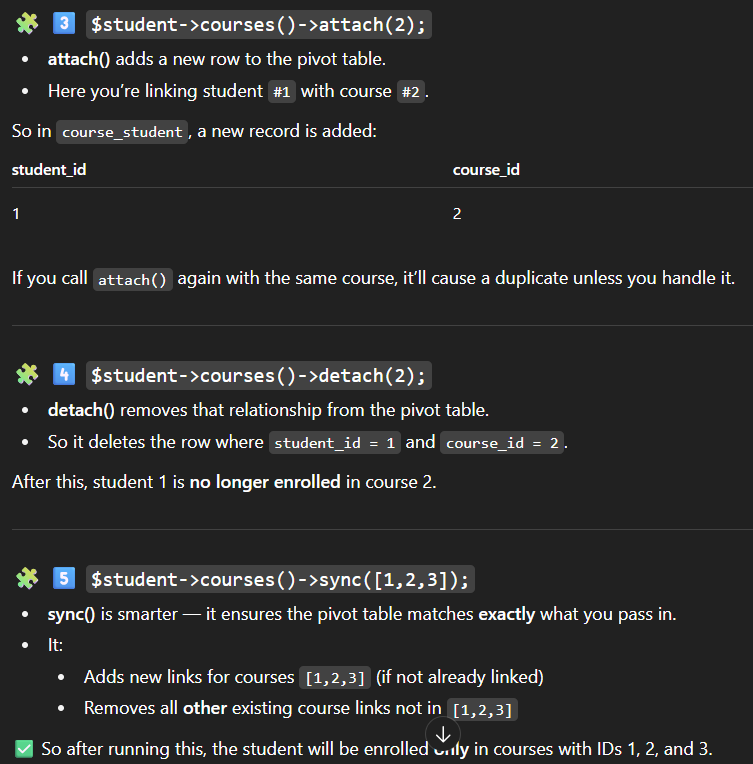 🧩 3️⃣ $student->courses()->attach(2);
• attach() adds a new row to the pivot table.
• Here you’re linking student #1 with course #2.
So in course_student, a new record is added:
student_id course_id
1 2
If you call attach() again with the same course, it’ll cause a duplicate unless you handle it.
🧩 4️⃣ $student->courses()->detach(2);
• detach() removes that relationship from the pivot table.
• So it deletes the row where student_id = 1 and course_id = 2.
After this, student 1 is no longer enrolled in course 2.
🧩 5️⃣ $student->courses()->sync([1,2,3]);
• sync() is smarter — it ensures the pivot table matches exactly what you pass in.
• It:
• Adds new links for courses [1,2,3] (if not already linked)
• Removes all other existing course links not in [1,2,3]
✅ So after running this, the student will be enrolled only in courses with IDs 1, 2, and 3.